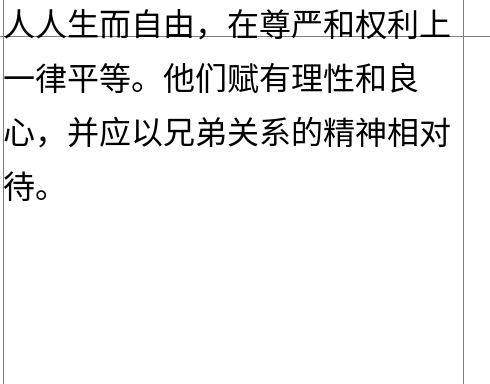 人人生而自由，在尊严和权利上
一律平等。他们赋有理性和良
心，并应以兄弟关系的精神相对
待。